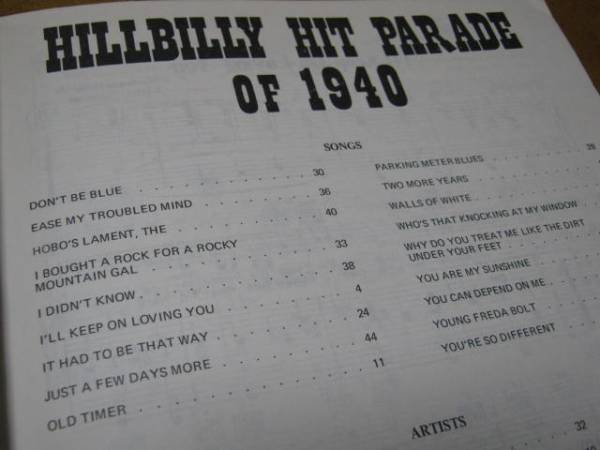 HILLBILLY HIT PARADE
OF 1940
SONGS
DON'T BE BLUE . . . . . . . . . . . 30
EASE MY TROUBLED MIND . . . . . . . . 36
HOBO'S LAMENT, THE . . . . . . . . . 40
I BOUGHT A ROCK FOR A ROCKY
MOUNTAIN GAL . . . . . . . . . . . 33
I DIDN'T KNOW . . . . . . . . . . . 38
I'LL KEEP ON LOVING YOU . . . . . . . . 4
IT HAD TO BE THAT WAY . . . . . . . . 24
JUST A FEW DAYS MORE . . . . . . . . 44
OLD TIMER . . . . . . . . . . . . 11
PARKING METER BLUES . . . . . . .
TWO MORE YEARS . . . . . . . .
WALLS OF WHITE . . . . . . . .
WHO'S THAT KNOCKING AT MY WINDOW . . .
WHY DO YOU TREAT ME LIKE THE DIRT
UNDER YOUR FEET . . . . . . .
YOU ARE MY SUNSHINE . . . . .
YOU CAN DEPEND ON ME . . . .
YOUNG FREDA BOLT . . . .
YOU'RE SO DIFFERENT . . .
ARTISTS
32